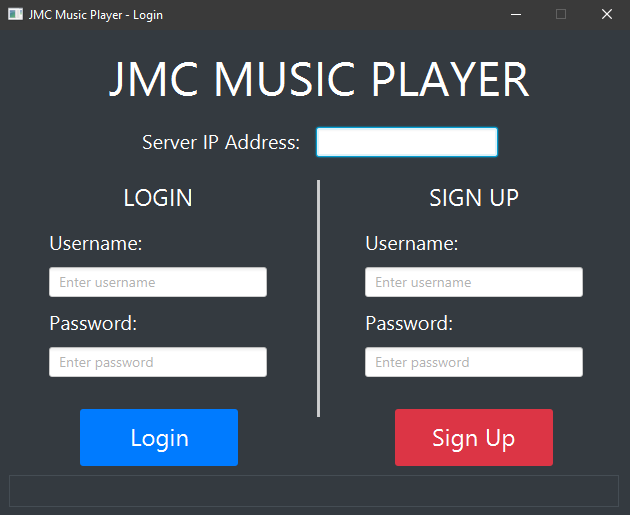 JMC Music Player - Login
JMC MUSIC PLAYER
Server IP Address:
LOGIN
Username:
Enter username
Password:
Enter password
Login
SIGN UP
Username:
Enter username
Password:
Enter password
Sign Up